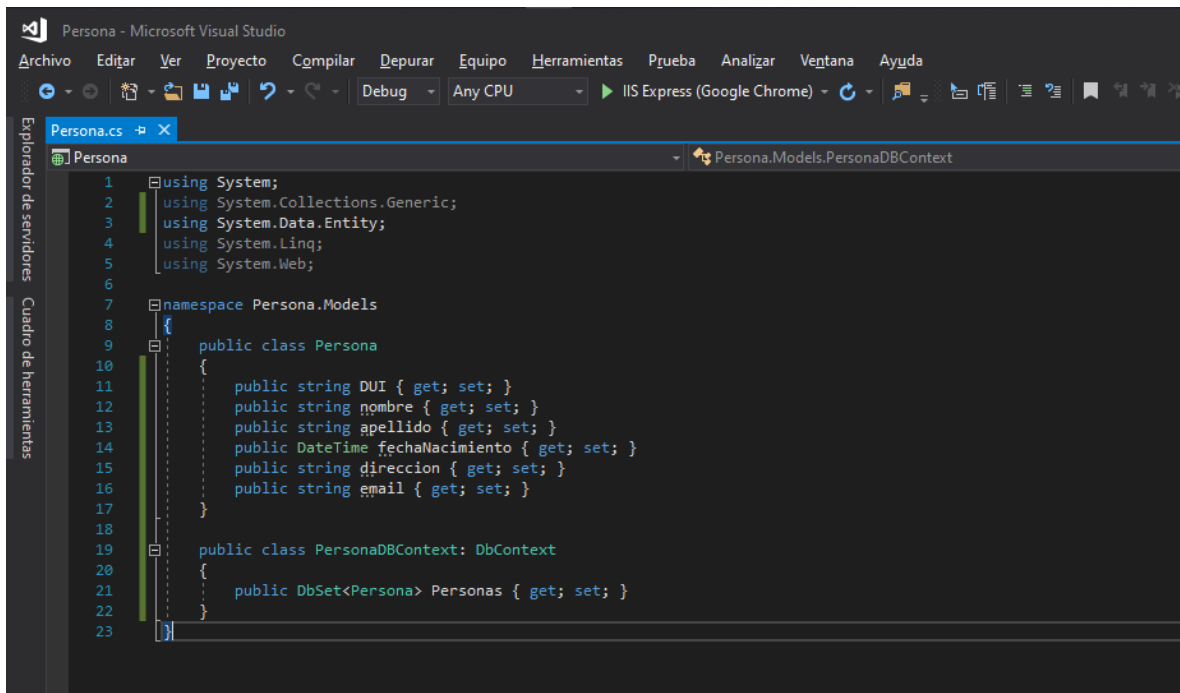 Persona - Microsoft Visual Studio
Archivo Editar Ver Proyecto Compilar Depurar Equipo Herramientas Prueba Analizar Ventana Ayuda
Debug Any CPU IIS Express (Google Chrome)
Explorador de servidores
Cuadro de herramientas
Persona.cs
Persona Persona.Models.PersonaDBContext
1 using System;
2 using System.Collections.Generic;
3 using System.Data.Entity;
4 using System.Linq;
5 using System.Web;
6
7 namespace Persona.Models
8 {
9 public class Persona
10 {
11 public string DUI { get; set; }
12 public string nombre { get; set; }
13 public string apellido { get; set; }
14 public DateTime fechaNacimiento { get; set; }
15 public string direccion { get; set; }
16 public string email { get; set; }
17 }
18
19 public class PersonaDBContext: DbContext
20 {
21 public DbSet<Persona> Personas { get; set; }
22 }
23 }